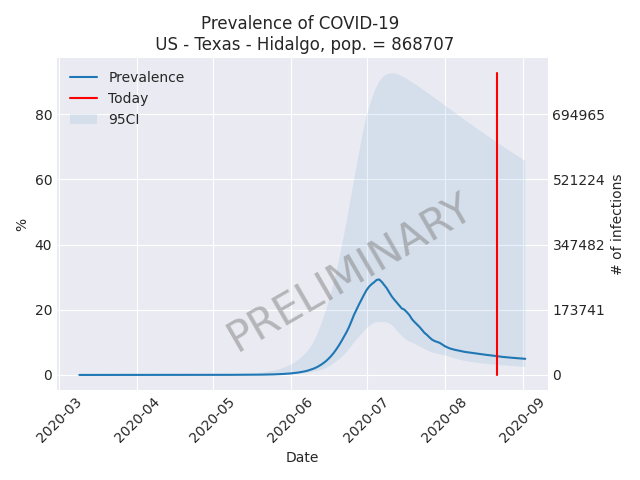 Prevalence of COVID-19
US - Texas - Hidalgo, pop. = 868707
Prevalence
Today
95CI
PRELIMINARY
%
80
60
40
20
0
694965
521224
347482
173741
0
# of infections
2020-03
2020-04
2020-05
2020-06
2020-07
2020-08
2020-09
Date